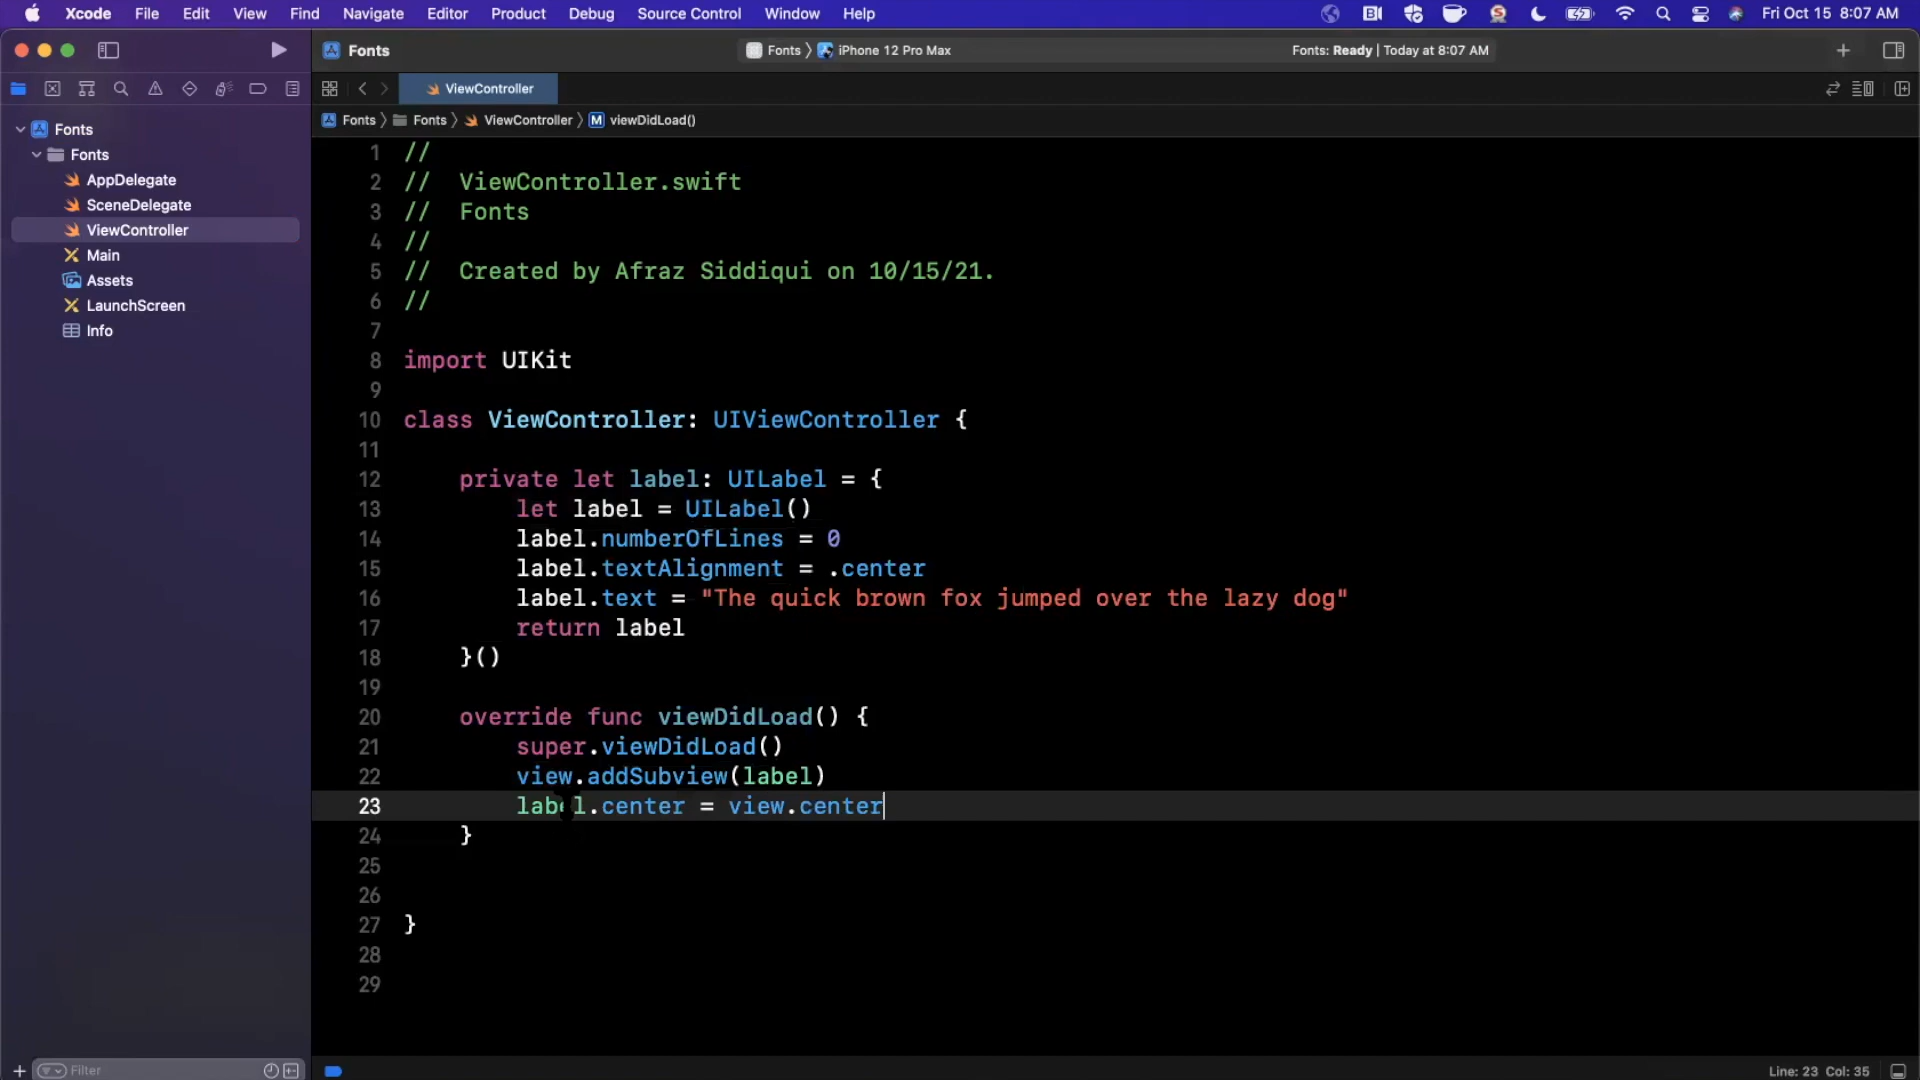 Xcode File Edit View Find Navigate Editor Product Debug Source Control Window Help Fri Oct 15 8:07 AM
Fonts Fonts 〉 iPhone 12 Pro Max Fonts: Ready | Today at 8:07 AM
ViewController
Fonts 〉 Fonts 〉 ViewController 〉 M viewDidLoad()
Fonts
Fonts
AppDelegate
SceneDelegate
ViewController
Main
Assets
LaunchScreen
Info
1 //
2 //  ViewController.swift
3 //  Fonts
4 //
5 //  Created by Afraz Siddiqui on 10/15/21.
6 //
7
8 import UIKit
9
10 class ViewController: UIViewController {
11
12     private let label: UILabel = {
13         let label = UILabel()
14         label.numberOfLines = 0
15         label.textAlignment = .center
16         label.text = "The quick brown fox jumped over the lazy dog"
17         return label
18     }()
19
20     override func viewDidLoad() {
21         super.viewDidLoad()
22         view.addSubview(label)
23         label.center = view.center
24     }
25
26
27 }
28
29
Filter
Line: 23 Col: 35